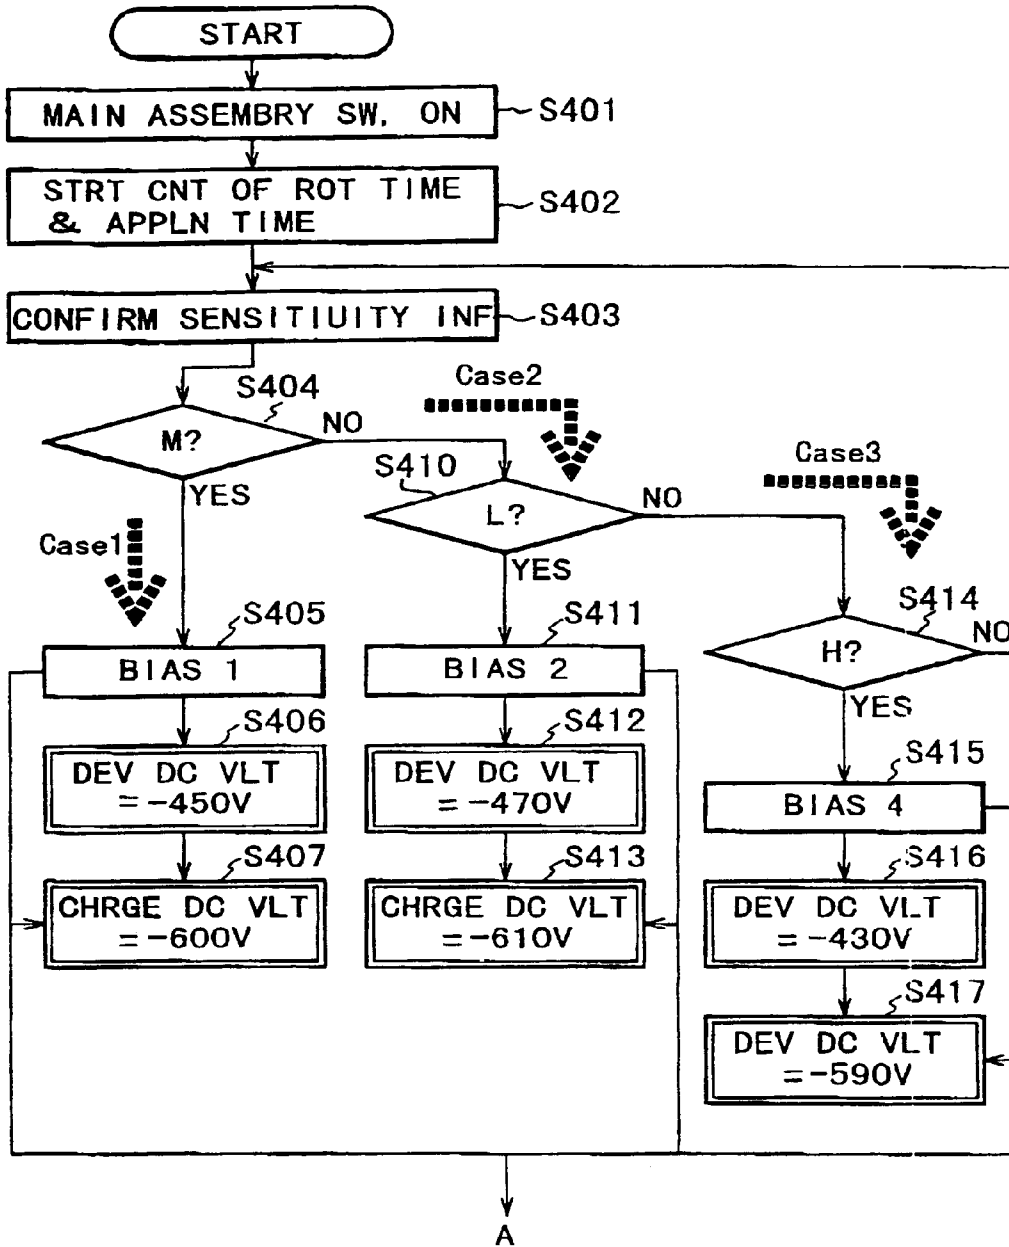 START
MAIN ASSEMBRY SW. ON
S401
STRT CNT OF ROT TIME
& APPLN TIME
S402
CONFIRM SENSITIUITY INF
S403
S404
M?
NO
YES
Case1
Case2
S410
L?
NO
YES
Case3
S414
H?
NO
YES
S405
BIAS 1
S411
BIAS 2
S406
DEV DC VLT
=-450V
S412
DEV DC VLT
=-470V
S415
BIAS 4
S407
CHRGE DC VLT
=-600V
S413
CHRGE DC VLT
=-610V
S416
DEV DC VLT
=-430V
S417
DEV DC VLT
=-590V
A